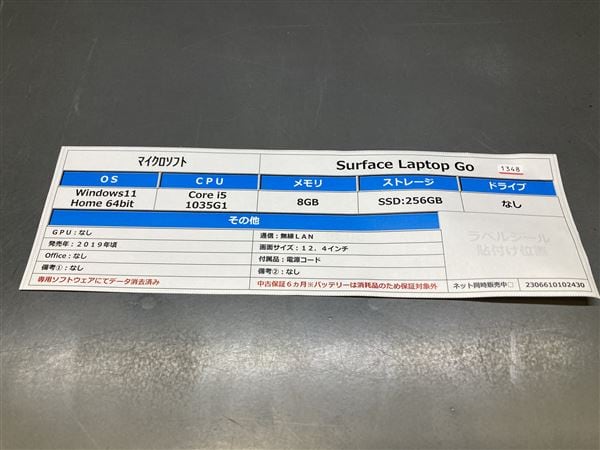 マイクロソフト Surface Laptop Go 1348
OS CPU メモリ ストレージ ドライブ
Windows11 Home 64bit Core i5 1035G1 8GB SSD:256GB なし
その他
GPU:なし 通信:無線LAN
発売年:2019年頃 画面サイズ:12.4インチ
Office:なし 付属品:電源コード
備考①:なし 備考②:なし
ラベルシール
貼付け位置
専用ソフトウェアにてデータ消去済み 中古保証6ヵ月※バッテリーは消耗品のため保証対象外 ネット同時販売中□ 2306610102430